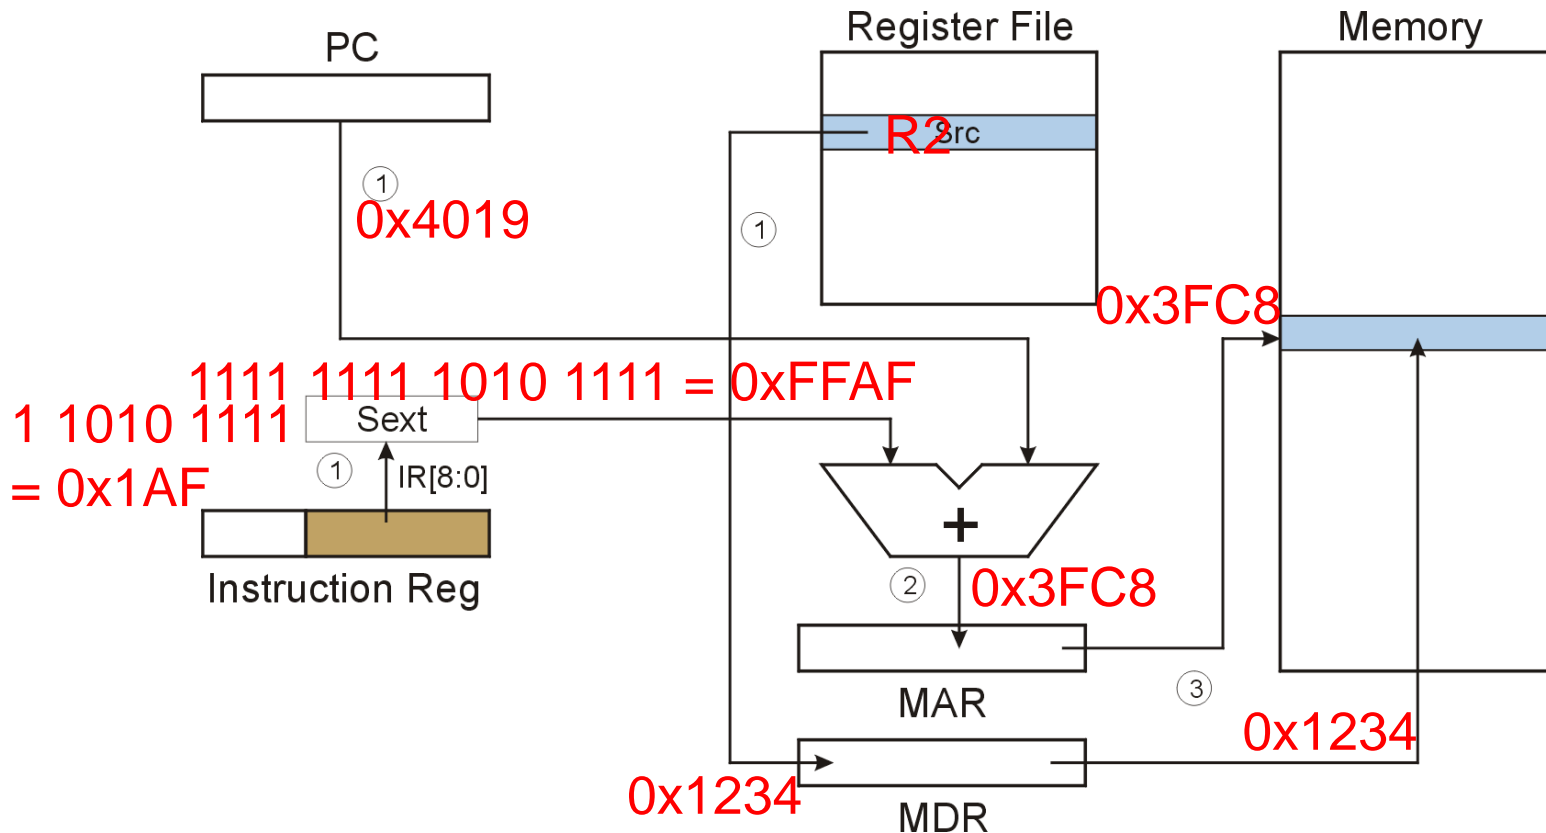 PC
Register File
Memory
R2
Src
1
0x4019
1
0x3FC8
1111 1111 1010 1111 = 0xFFAF
1 1010 1111
Sext
= 0x1AF
1
IR[8:0]
+
Instruction Reg
2
0x3FC8
MAR
3
0x1234
0x1234
MDR